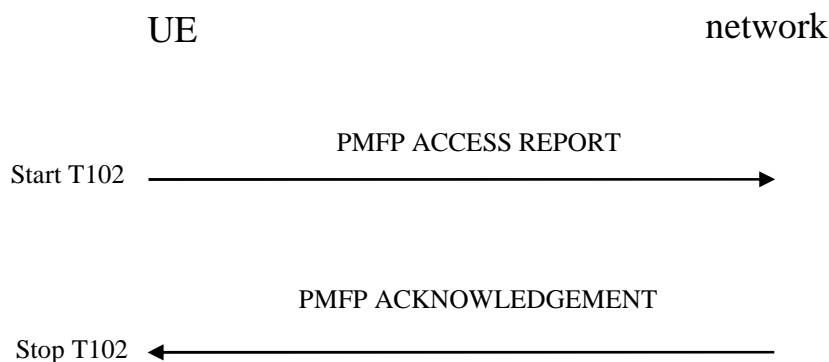 UE network
PMFP ACCESS REPORT
Start T102
PMFP ACKNOWLEDGEMENT
Stop T102